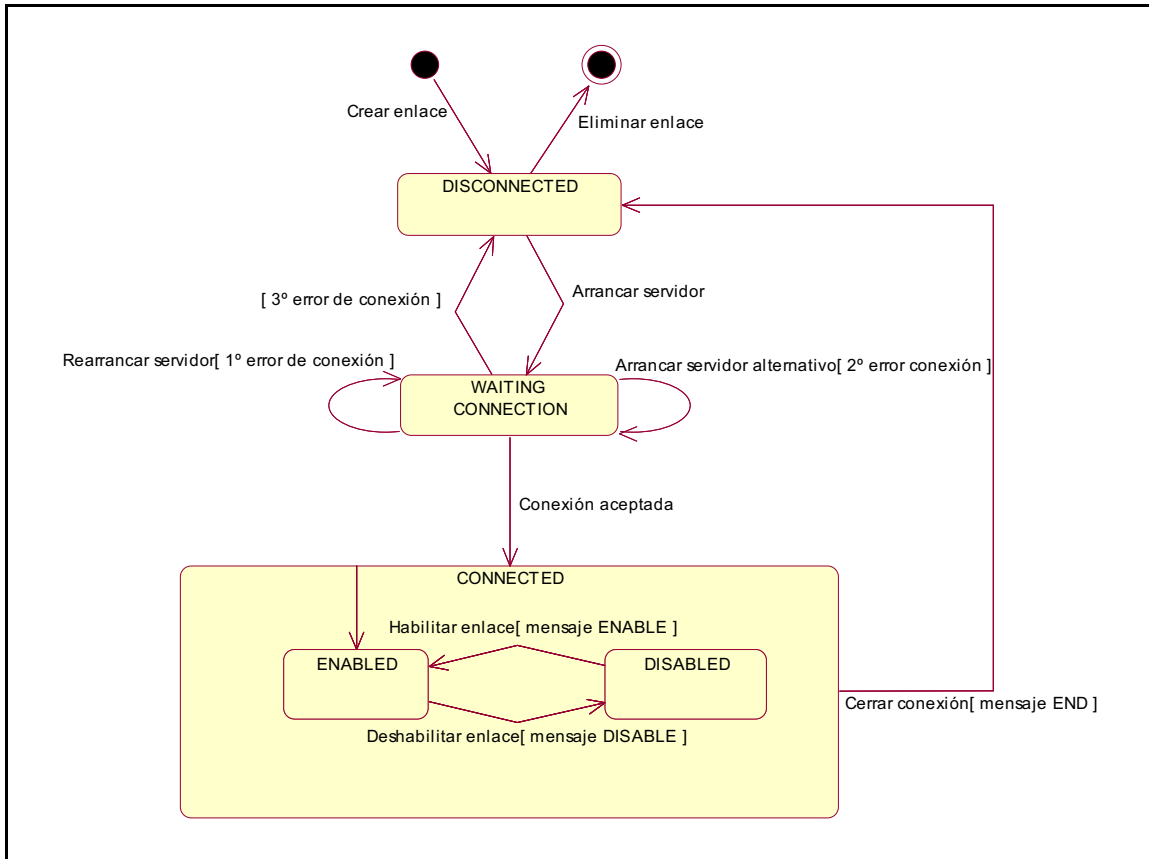 Crear enlace
Eliminar enlace
DISCONNECTED
[ 3º error de conexión ]
Arrancar servidor
Rearrancar servidor[ 1º error de conexión ]
Arrancar servidor alternativo[ 2º error conexión ]
WAITING
CONNECTION
Conexión aceptada
CONNECTED
Habilitar enlace[ mensaje ENABLE ]
ENABLED
DISABLED
Cerrar conexión[ mensaje END ]
Deshabilitar enlace[ mensaje DISABLE ]